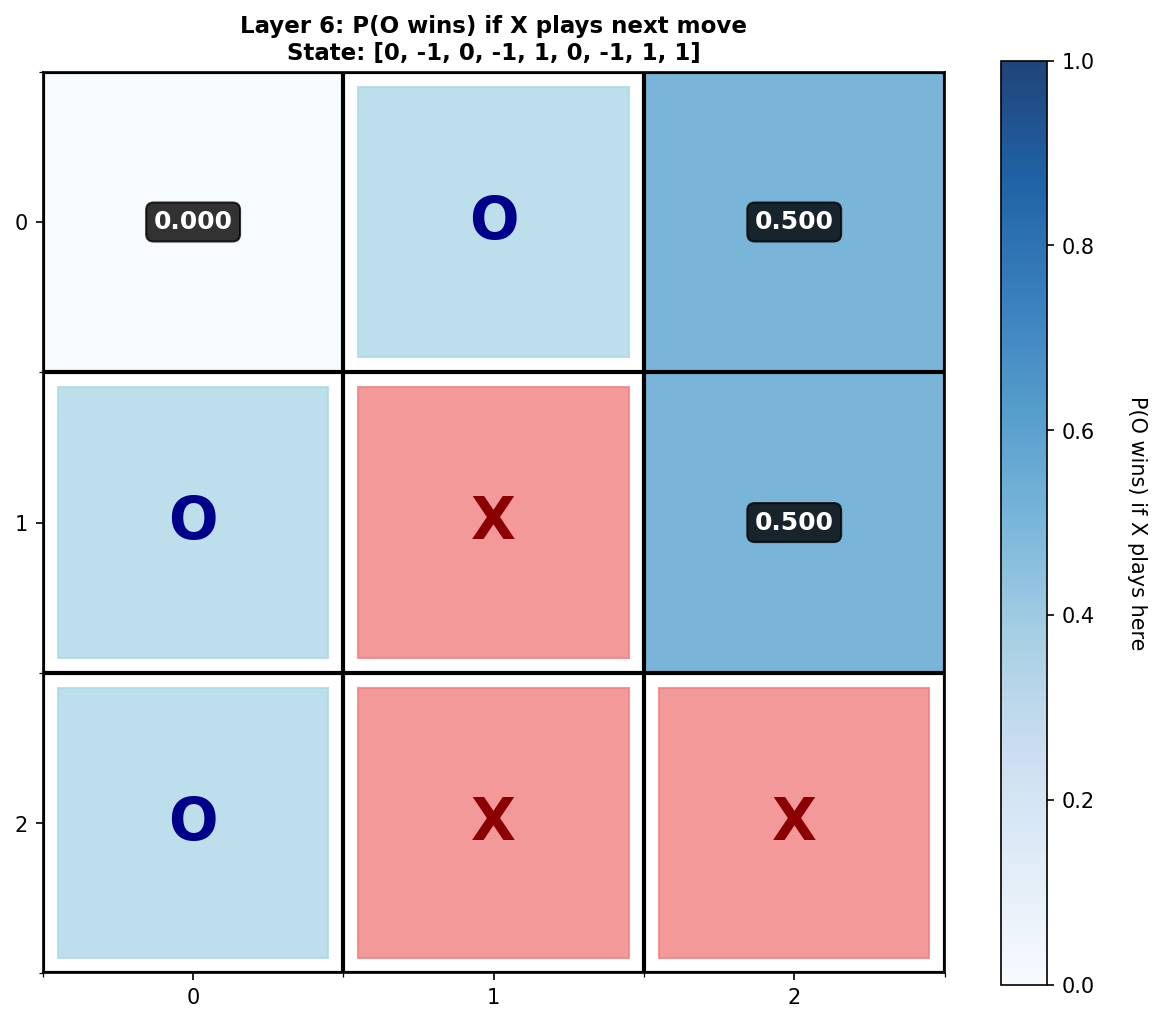 Layer 6: P(O wins) if X plays next move
State: [0, -1, 0, -1, 1, 0, -1, 1, 1]
0
0.000
O
0.500
1
O
X
0.500
2
O
X
X
0
1
2
1.0
0.8
0.6
0.4
0.2
0.0
P(O wins) if X plays here